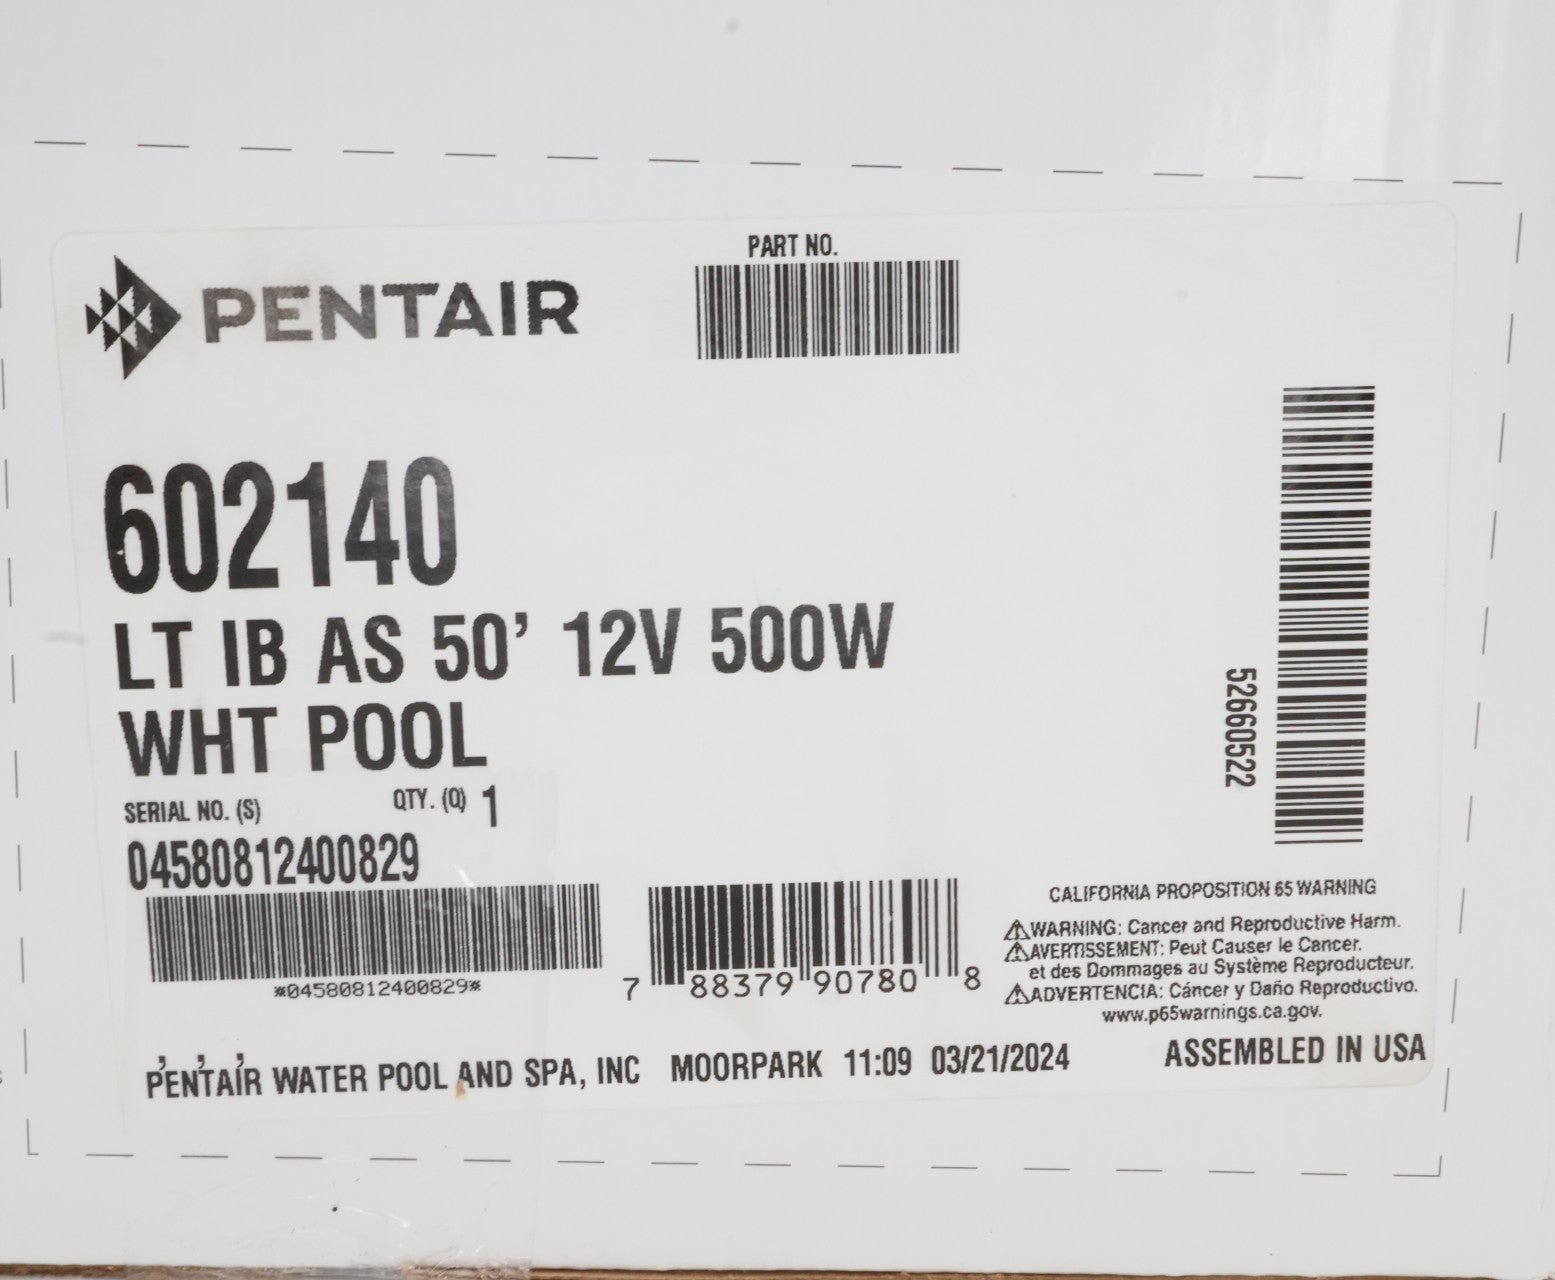 PENTAIR
PART NO.
602140
LT IB AS 50' 12V 500W
WHT POOL
SERIAL NO. (S) QTY. (Q) 1
04580812400829
*04580812400829*
7 88379 90780 8
52660522
CALIFORNIA PROPOSITION 65 WARNING
⚠WARNING: Cancer and Reproductive Harm.
⚠AVERTISSEMENT: Peut Causer le Cancer.
et des Dommages au Système Reproducteur.
⚠ADVERTENCIA: Cáncer y Daño Reproductivo.
www.p65warnings.ca.gov.
PENTAIR WATER POOL AND SPA, INC MOORPARK 11:09 03/21/2024 ASSEMBLED IN USA